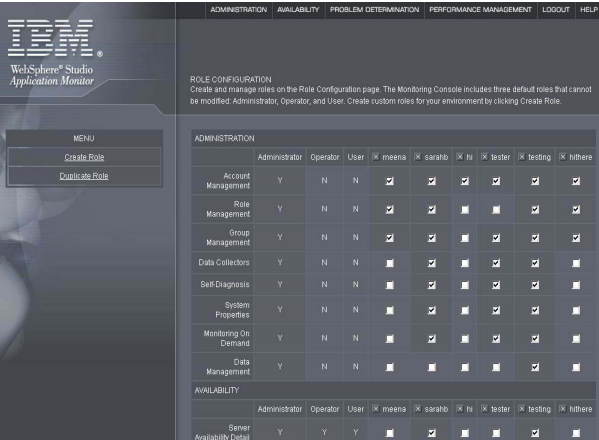 ADMINISTRATION AVAILABILITY PROBLEM DETERMINATION PERFORMANCE MANAGEMENT LOGOUT HELP
IBM®
WebSphere® Studio
Application Monitor
ROLE CONFIGURATION
Create and manage roles on the Role Configuration page. The Monitoring Console includes three default roles that cannot
be modified: Administrator, Operator, and User. Create custom roles for your environment by clicking Create Role.
MENU
Create Role
Duplicate Role
ADMINISTRATION
Administrator Operator User meena sarahb hi tester testing hithere
Account
Management Y N N
Role
Management Y N N
Group
Management Y N N
Data Collectors Y N N
Self-Diagnosis Y N N
System
Properties Y N N
Monitoring On
Demand Y N N
Data
Management Y N N
AVAILABILITY
Administrator Operator User meena sarahb hi tester testing hithere
Server
Availability Detail Y Y Y